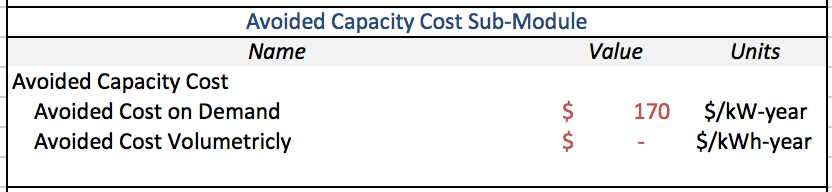 Avoided Capacity Cost Sub-Module
Name Value Units
Avoided Capacity Cost
Avoided Cost on Demand $ 170 $/kW-year
Avoided Cost Volumetricly $ - $/kWh-year